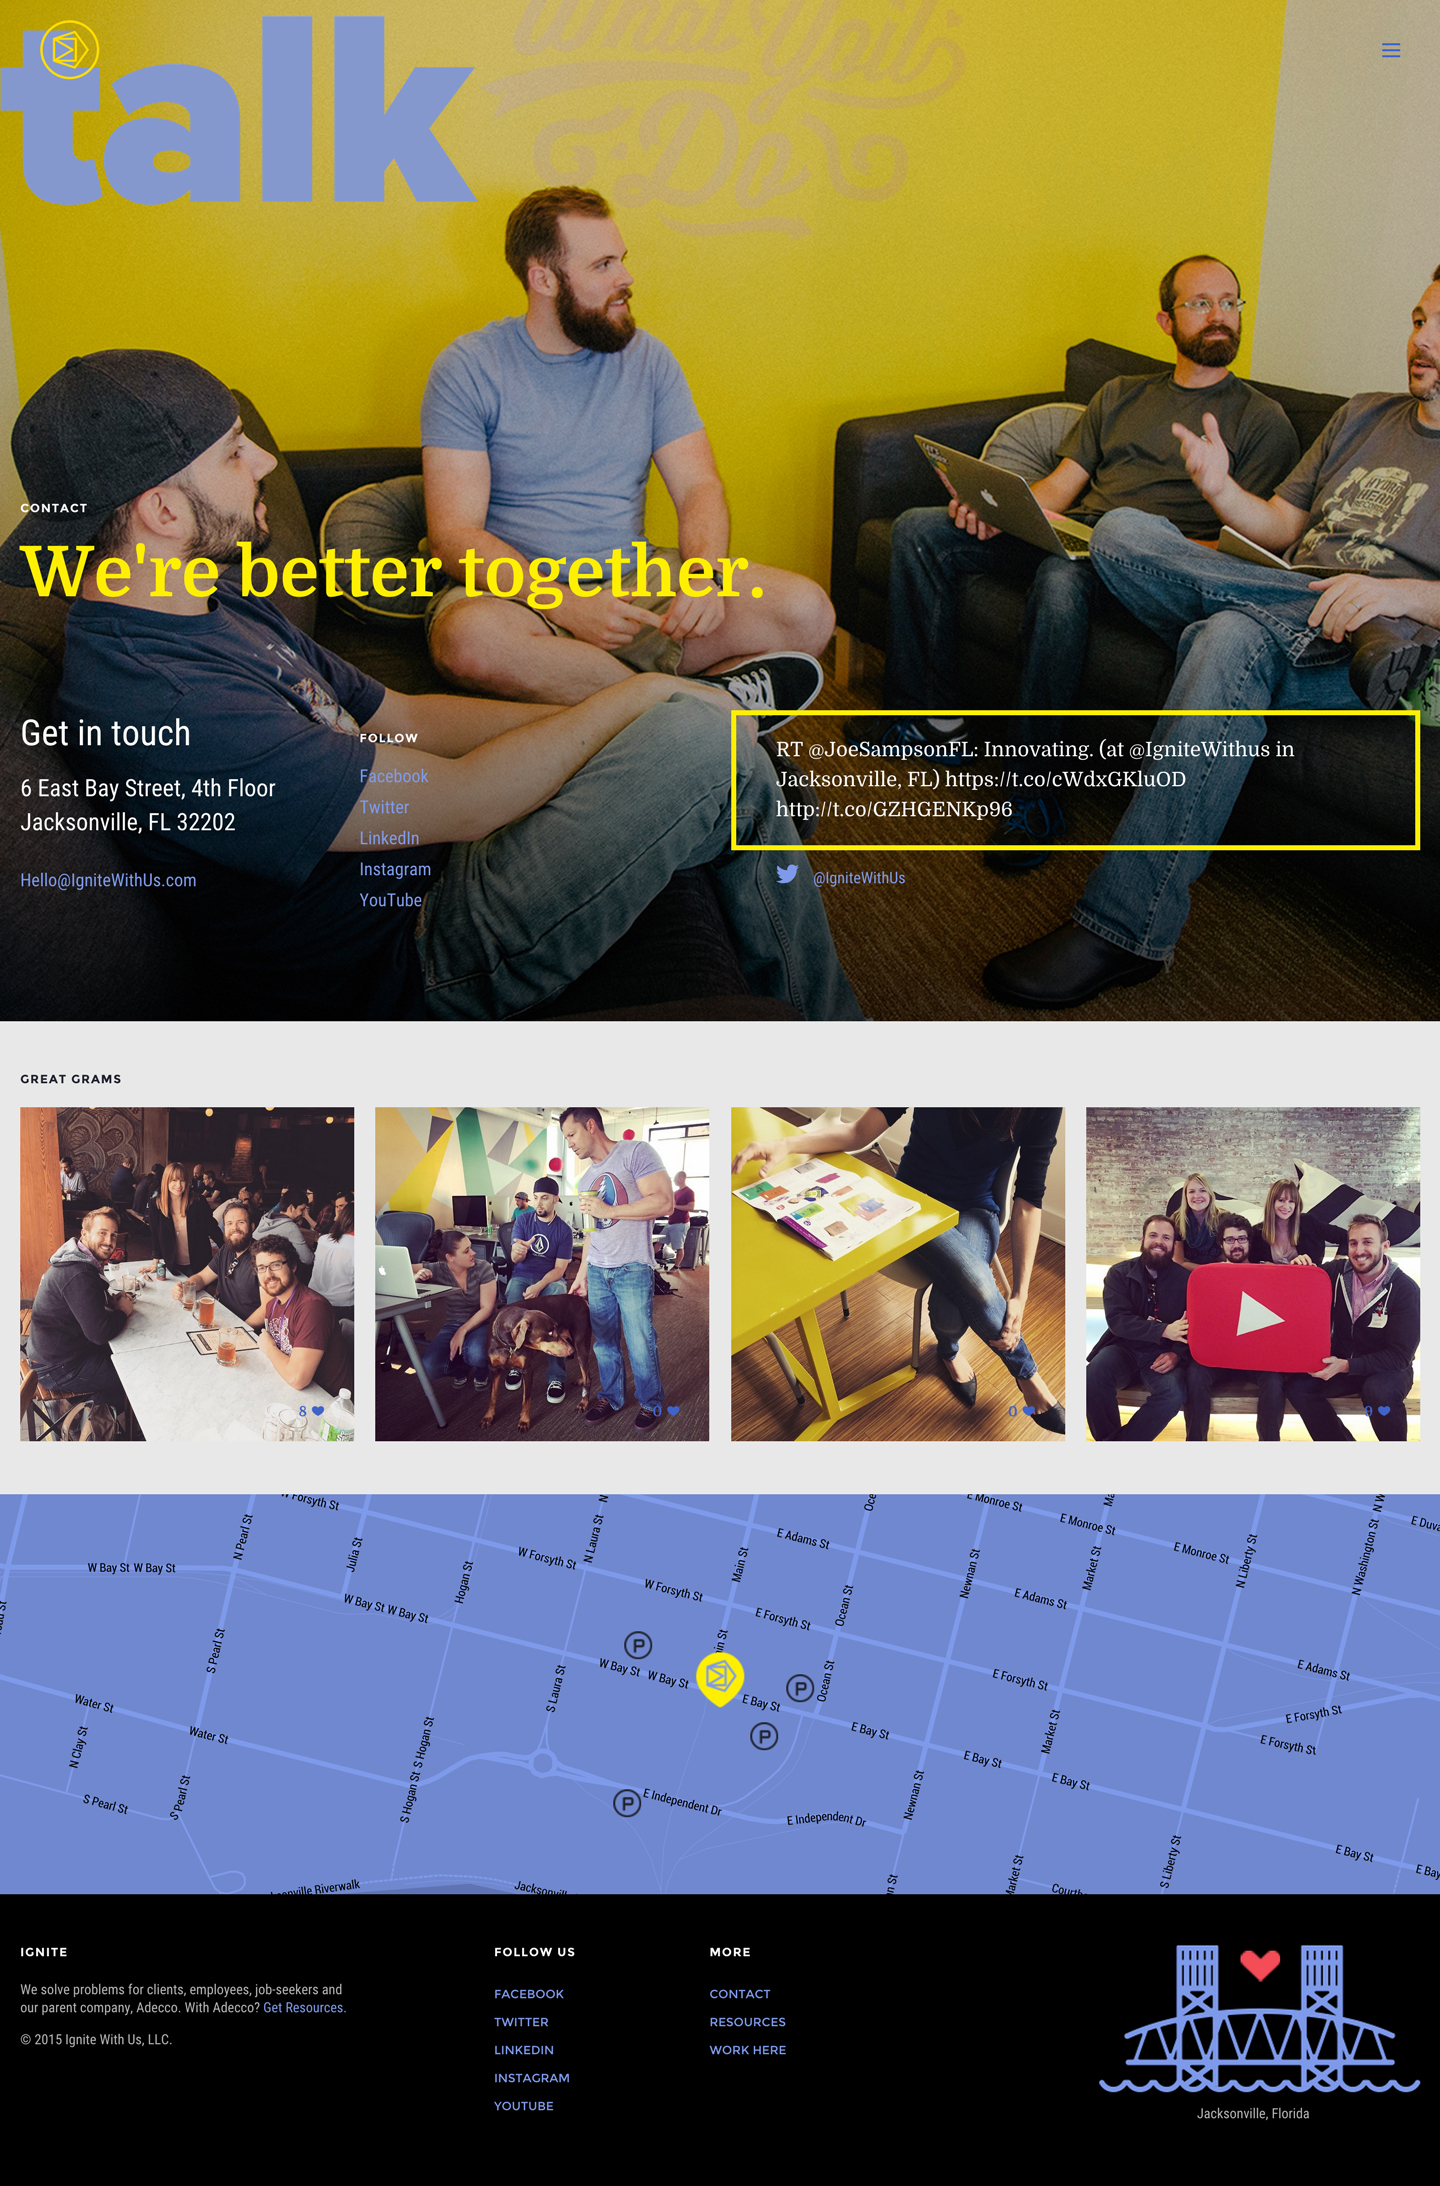 What You
Do
talk
CONTACT
We're better together.
Get in touch
6 East Bay Street, 4th Floor
Jacksonville, FL 32202
Hello@IgniteWithUs.com
FOLLOW
Facebook
Twitter
LinkedIn
Instagram
YouTube
RT @JoeSampsonFL: Innovating. (at @IgniteWithus in
Jacksonville, FL) https://t.co/cWdxGKluOD
http://t.co/GZHGENKp96
@IgniteWithUs
HYDRA
HEAD
GREAT GRAMS
8
0
0
9
W Forsyth St
E Monroe St
E Monroe St
E Monroe St
E Adams St
N Pearl St
Julia St
Hogan St
N Laura St
Main St
Newnan St
Market St
N Liberty St
N Washington St
W Bay St W Bay St
W Forsyth St
W Forsyth St
E Forsyth St
Ocean St
E Adams St
W Bay St W Bay St
S Pearl St
W Bay St
W Bay St
E Bay St
Ocean St
E Forsyth St
E Adams St
P
P
P
P
S Laura St
Water St
Water St
N Clay St
S Hogan St
S Hogan St
E Bay St
E Bay St
E Bay St
Market St
E Forsyth St
E Forsyth St
S Pearl St
S Pearl St
E Independent Dr
E Independent Dr
Newnan St
S Liberty St
Market St
E Bay St
E Bay
Riverwalk
IGNITE
We solve problems for clients, employees, job-seekers and
our parent company, Adecco. With Adecco? Get Resources.
© 2015 Ignite With Us, LLC.
FOLLOW US
FACEBOOK
TWITTER
LINKEDIN
INSTAGRAM
YOUTUBE
MORE
CONTACT
RESOURCES
WORK HERE
Jacksonville, Florida